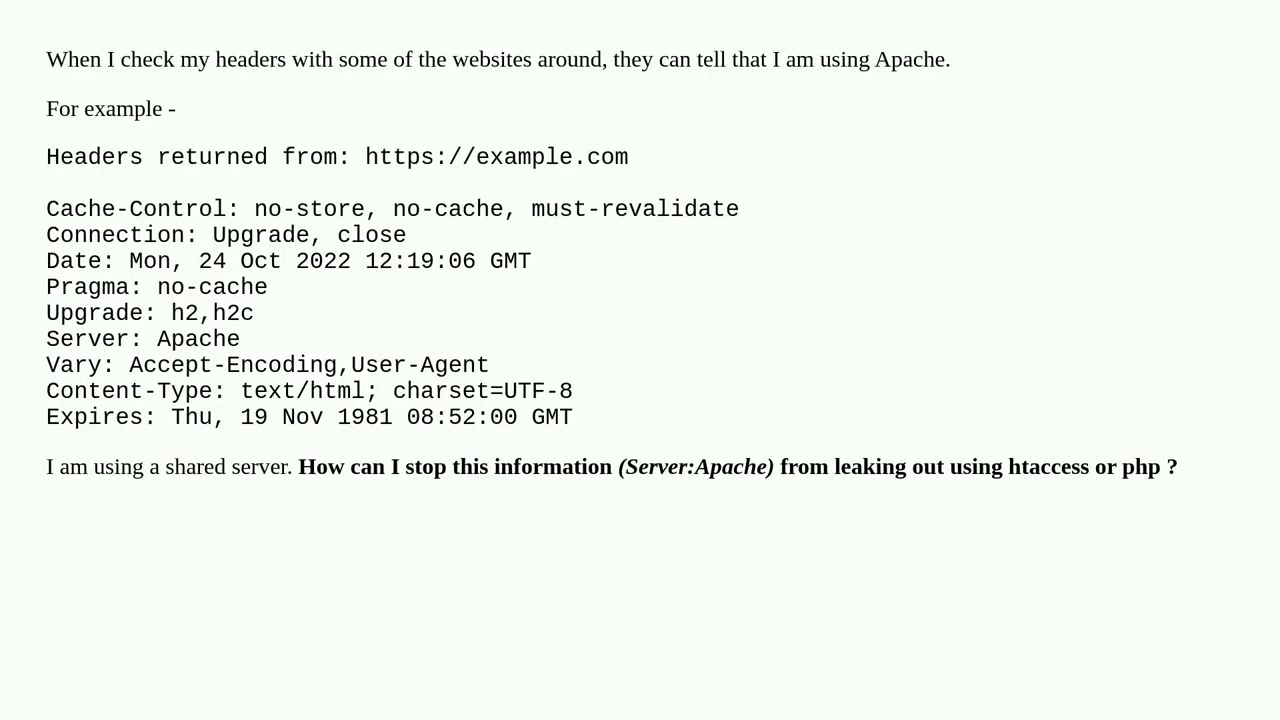 When I check my headers with some of the websites around, they can tell that I am using Apache.
For example -
Headers returned from: https://example.com
Cache-Control: no-store, no-cache, must-revalidate
Connection: Upgrade, close
Date: Mon, 24 Oct 2022 12:19:06 GMT
Pragma: no-cache
Upgrade: h2,h2c
Server: Apache
Vary: Accept-Encoding,User-Agent
Content-Type: text/html; charset=UTF-8
Expires: Thu, 19 Nov 1981 08:52:00 GMT
I am using a shared server. How can I stop this information (Server:Apache) from leaking out using htaccess or php ?